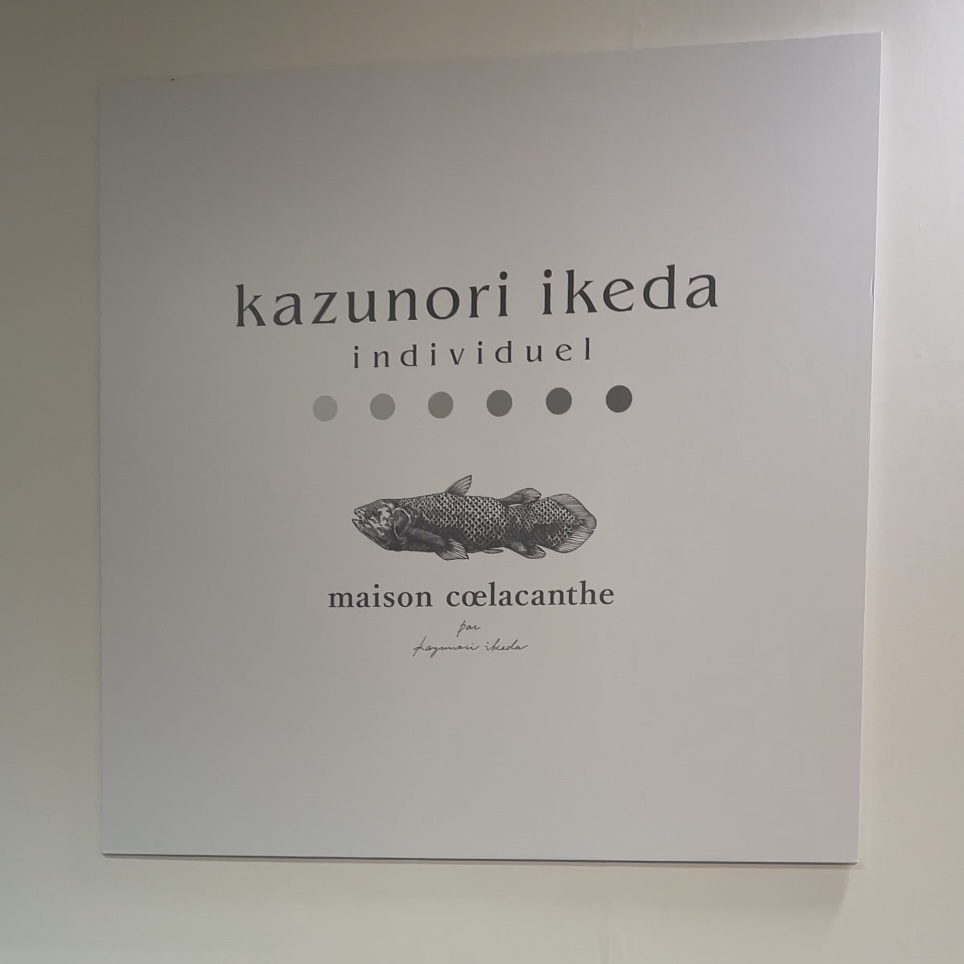 kazunori ikeda
individuel
maison cœlacanthe
par
kazunori ikeda